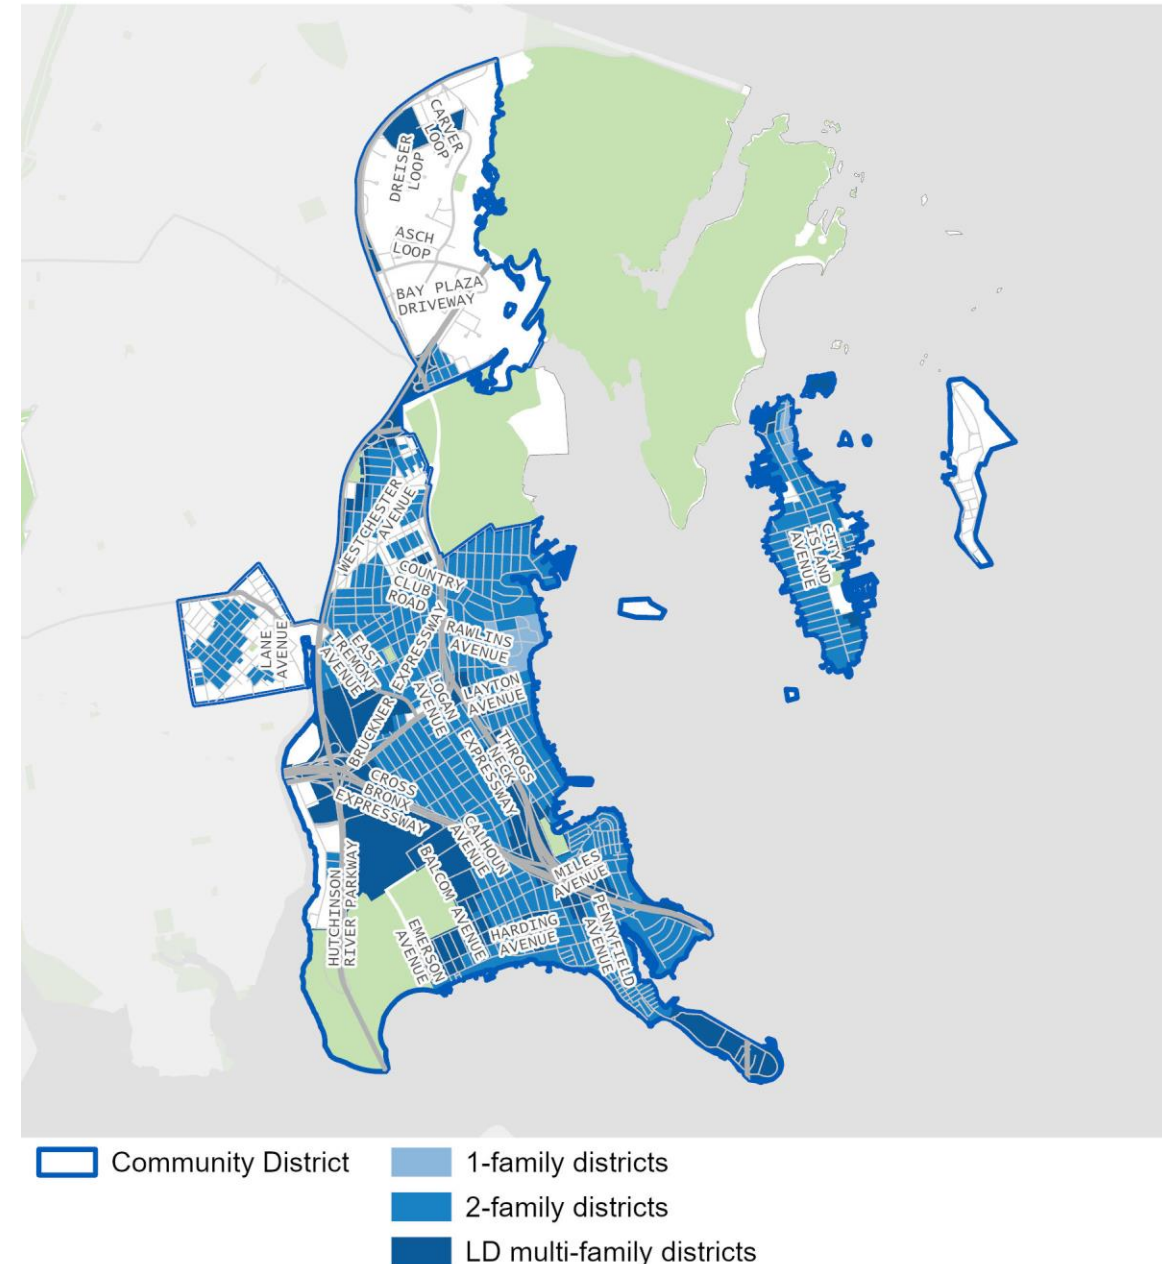 CARVER
LOOP
DREISER
LOOP
ASCH
LOOP
BAY PLAZA
DRIVEWAY
WESTCHESTER
AVENUE
COUNTRY
CLUB
ROAD
CITY
ISLAND
AVENUE
LANE
AVENUE
EAST
TREMONT
AVENUE
RAWLINS
AVENUE
BRUCKNER EXPRESSWAY
LOGAN
AVENUE
LAYTON
AVENUE
THROGS
NECK
EXPRESSWAY
CROSS
BRONX
EXPRESSWAY
CALHOUN
AVENUE
MILES
AVENUE
BALCOM AVENUE
HUTCHINSON
RIVER PARKWAY
EMERSON
AVENUE
HARDING
AVENUE
PENNYFIELD
AVENUE
Community District
1-family districts
2-family districts
LD multi-family districts